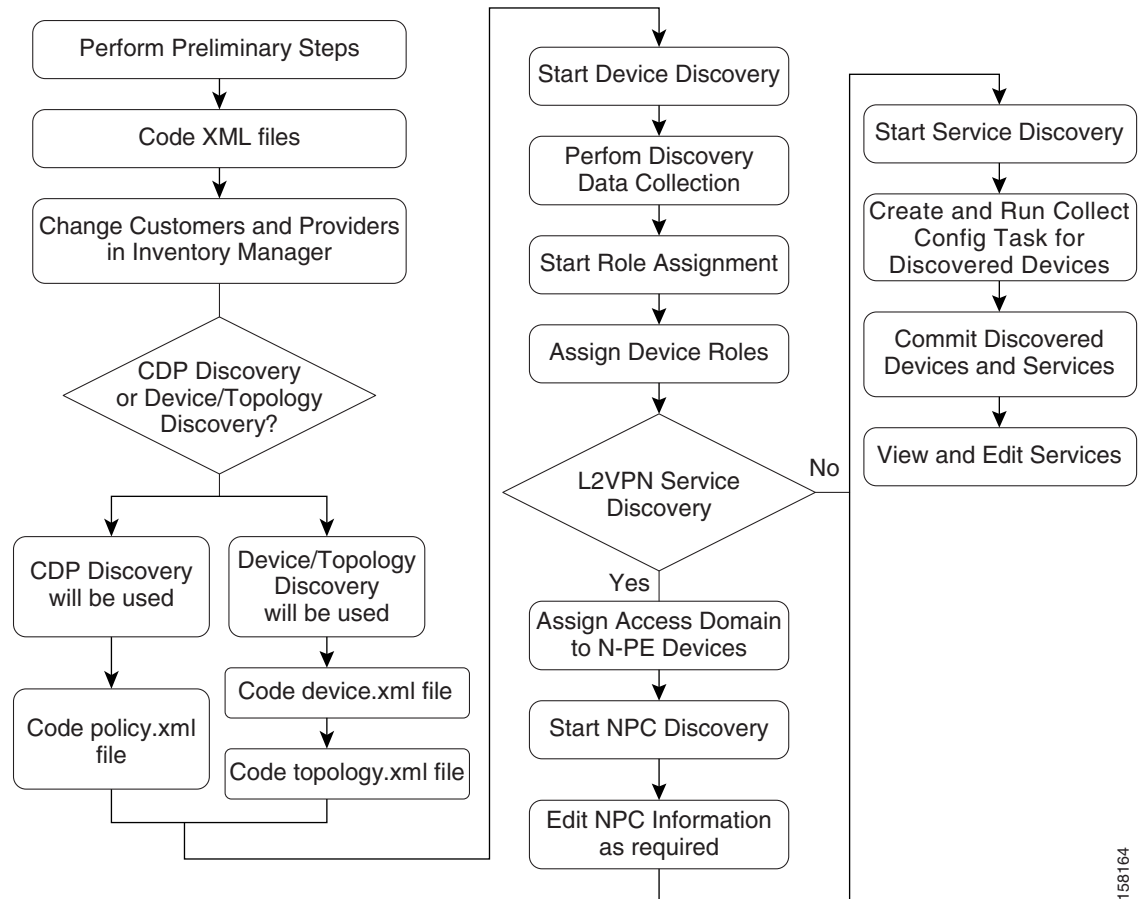 Perform Preliminary Steps
Code XML files
Change Customers and Providers
in Inventory Manager
CDP Discovery
or Device/Topology
Discovery?
CDP Discovery
will be used
Device/Topology
Discovery
will be used
Code policy.xml
file
Code device.xml file
Code topology.xml file
Start Device Discovery
Perfom Discovery
Data Collection
Start Role Assignment
Assign Device Roles
L2VPN Service
Discovery
No
Yes
Assign Access Domain
to N-PE Devices
Start NPC Discovery
Edit NPC Information
as required
Start Service Discovery
Create and Run Collect
Config Task for
Discovered Devices
Commit Discovered
Devices and Services
View and Edit Services
158164